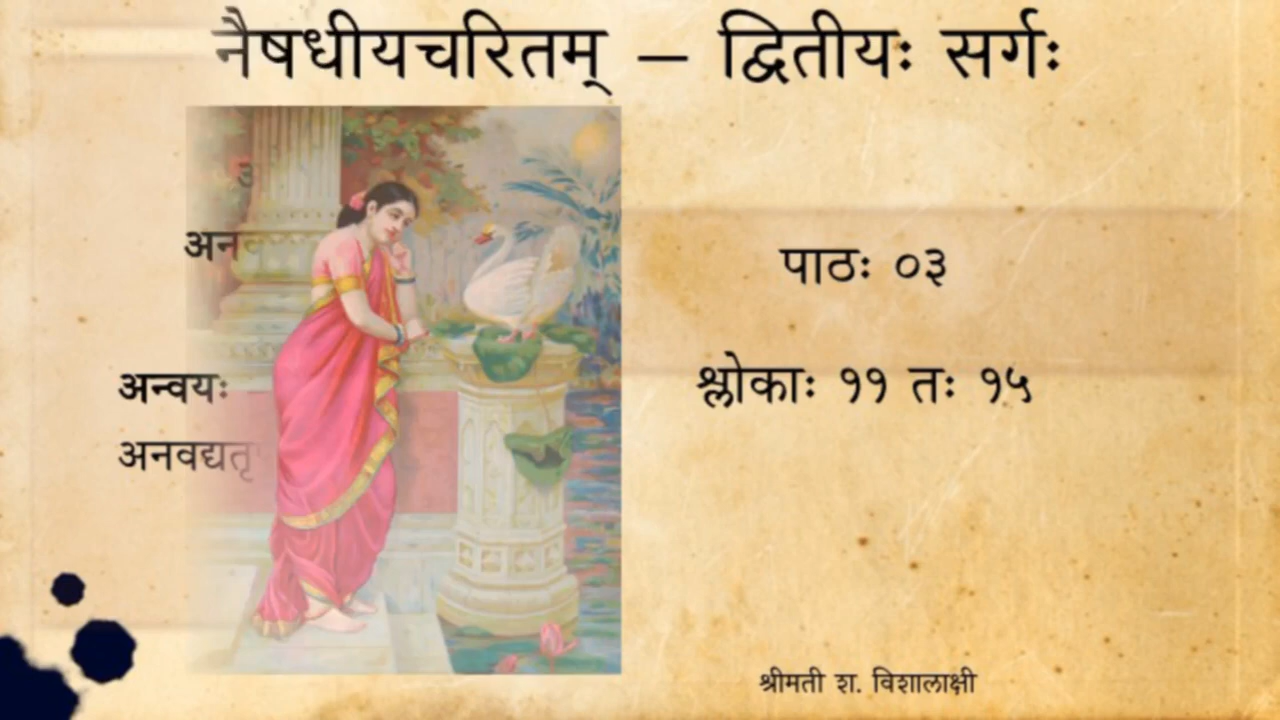 नैषधीयचरितम् – द्वितीयः सर्गः
पाठः ०३
अन्वयः
श्लोकाः ११ तः १५
श्रीमती श. विशालाक्षी